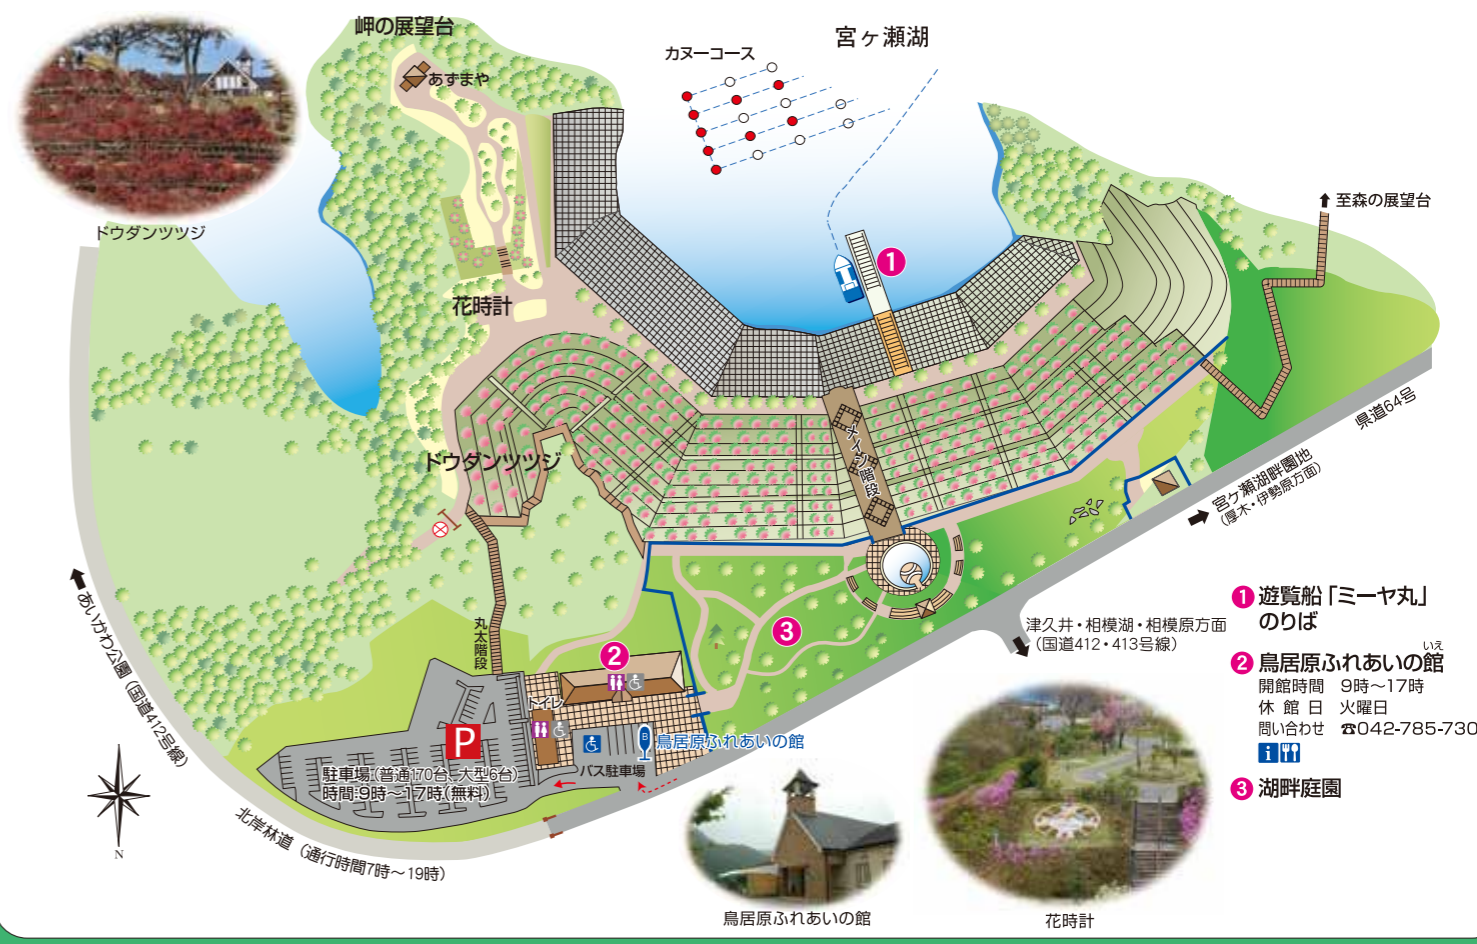 岬の展望台
あずまや
カヌーコース
宮ヶ瀬湖
ドウダンツツジ
花時計
1
至森の展望台
県道64号
宮ケ瀬湖畔園地
(厚木・伊勢原方面)
メイン階段
ドウダンツツジ
丸太階段
あいかわ公園 (国道412号線)
2
3
津久井・相模湖・相模原方面
(国道412・413号線)
トイレ
B
鳥居原ふれあいの館
バス駐車場
P
駐車場(普通170台、大型6台)
時間:9時~17時(無料)
北岸林道 (通行時間7時~19時)
N
1 遊覧船「ミーヤ丸」
のりば
いえ
2 鳥居原ふれあいの館
開館時間 9時~17時
休館日 火曜日
問い合わせ ☎042-785-730
i
3 湖畔庭園
鳥居原ふれあいの館
花時計